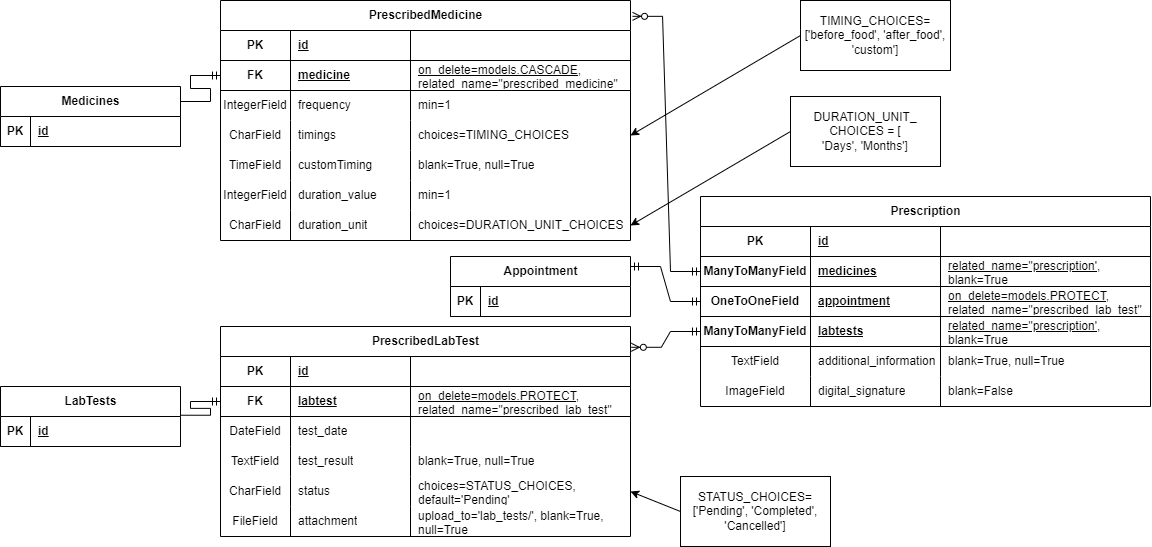 PrescribedMedicine
PK id
FK medicine on_delete=models.CASCADE,
related_name="prescribed_medicine"
IntegerField frequency min=1
CharField timings choices=TIMING_CHOICES
TimeField customTiming blank=True, null=True
IntegerField duration_value min=1
CharField duration_unit choices=DURATION_UNIT_CHOICES
TIMING_CHOICES=
['before_food', 'after_food',
'custom']
Medicines
PK id
DURATION_UNIT_
CHOICES = [
'Days', 'Months']
Prescription
PK id
ManyToManyField medicines related_name="prescription',
blank=True
OneToOneField appointment on_delete=models.PROTECT,
related_name="prescribed_lab_test"
ManyToManyField labtests related_name="prescription',
blank=True
TextField additional_information blank=True, null=True
ImageField digital_signature blank=False
Appointment
PK id
PrescribedLabTest
PK id
FK labtest on_delete=models.PROTECT,
related_name="prescribed_lab_test"
DateField test_date
TextField test_result blank=True, null=True
CharField status choices=STATUS_CHOICES,
default='Pending'
FileField attachment upload_to='lab_tests/', blank=True,
null=True
LabTests
PK id
STATUS_CHOICES=
['Pending', 'Completed',
'Cancelled']